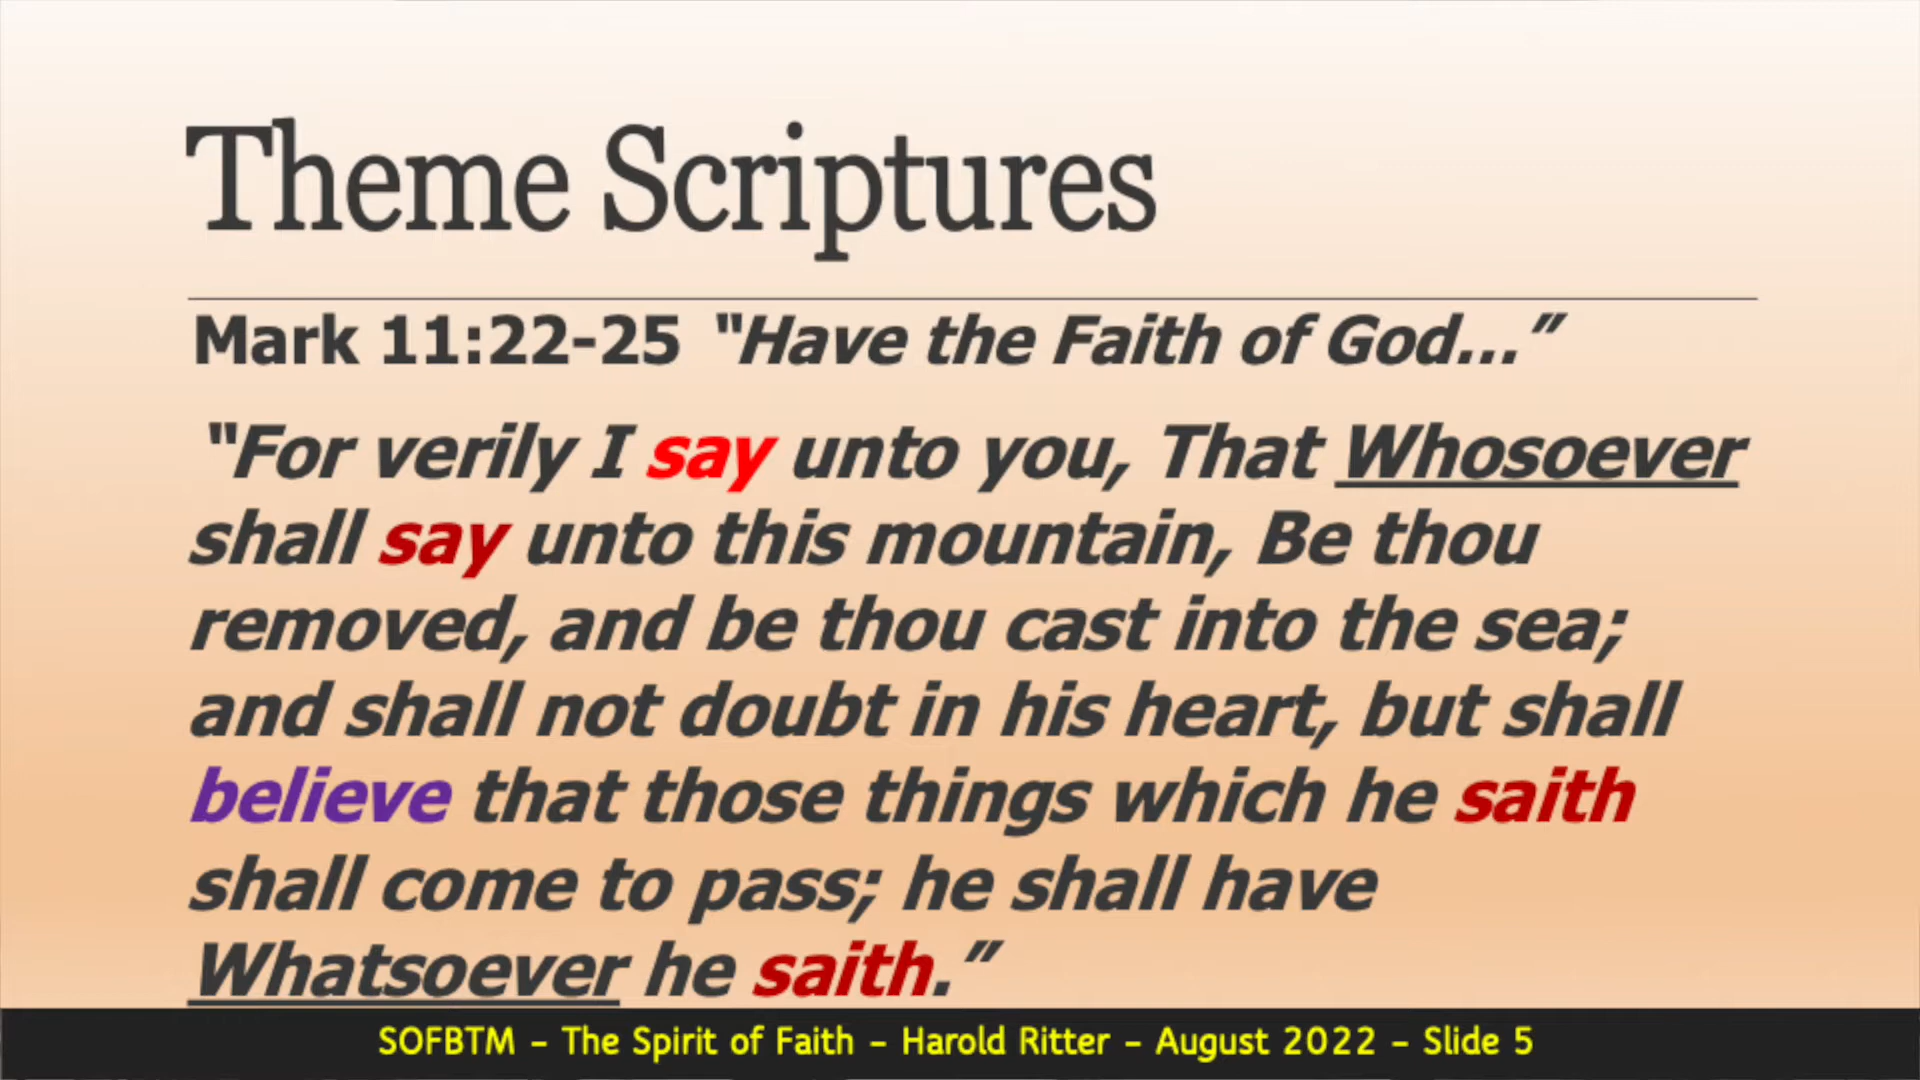 Theme Scriptures
Mark 11:22-25 “Have the Faith of God…”
“For verily I say unto you, That Whosoever
shall say unto this mountain, Be thou
removed, and be thou cast into the sea;
and shall not doubt in his heart, but shall
believe that those things which he saith
shall come to pass; he shall have
Whatsoever he saith.”
SOFBTM – The Spirit of Faith – Harold Ritter – August 2022 – Slide 5